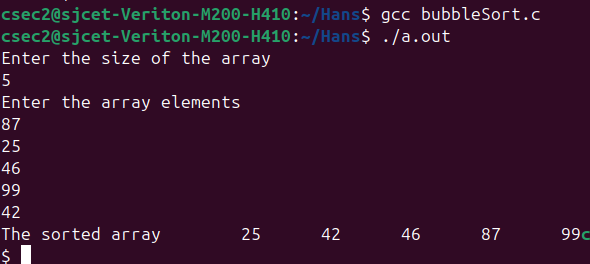 csec2@sjcet-Veriton-M200-H410:~/Hans$ gcc bubbleSort.c
csec2@sjcet-Veriton-M200-H410:~/Hans$ ./a.out
Enter the size of the array
5
Enter the array elements
87
25
46
99
42
The sorted array        25      42      46      87      99c
$